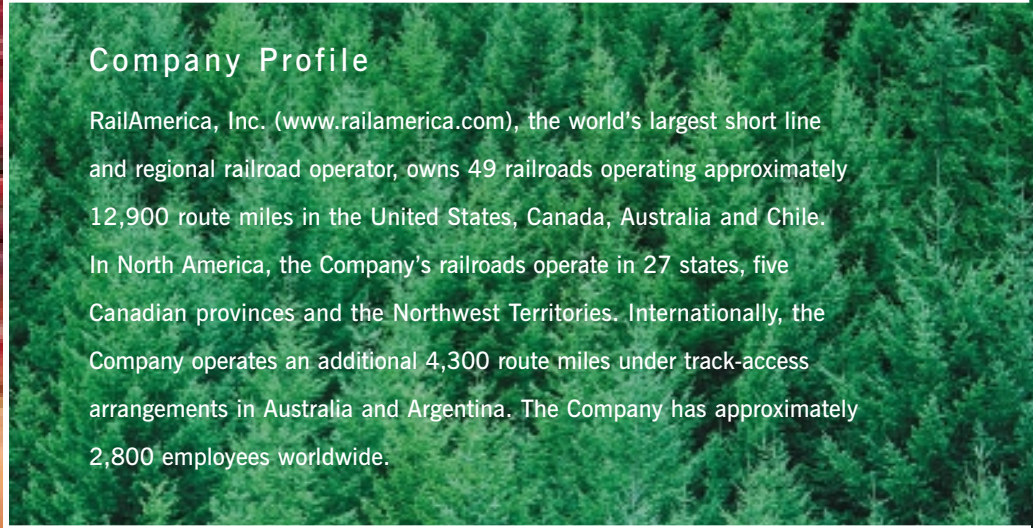 Company Profile
RailAmerica, Inc. (www.railamerica.com), the world's largest short line
and regional railroad operator, owns 49 railroads operating approximately
12,900 route miles in the United States, Canada, Australia and Chile.
In North America, the Company's railroads operate in 27 states, five
Canadian provinces and the Northwest Territories. Internationally, the
Company operates an additional 4,300 route miles under track-access
arrangements in Australia and Argentina. The Company has approximately
2,800 employees worldwide.